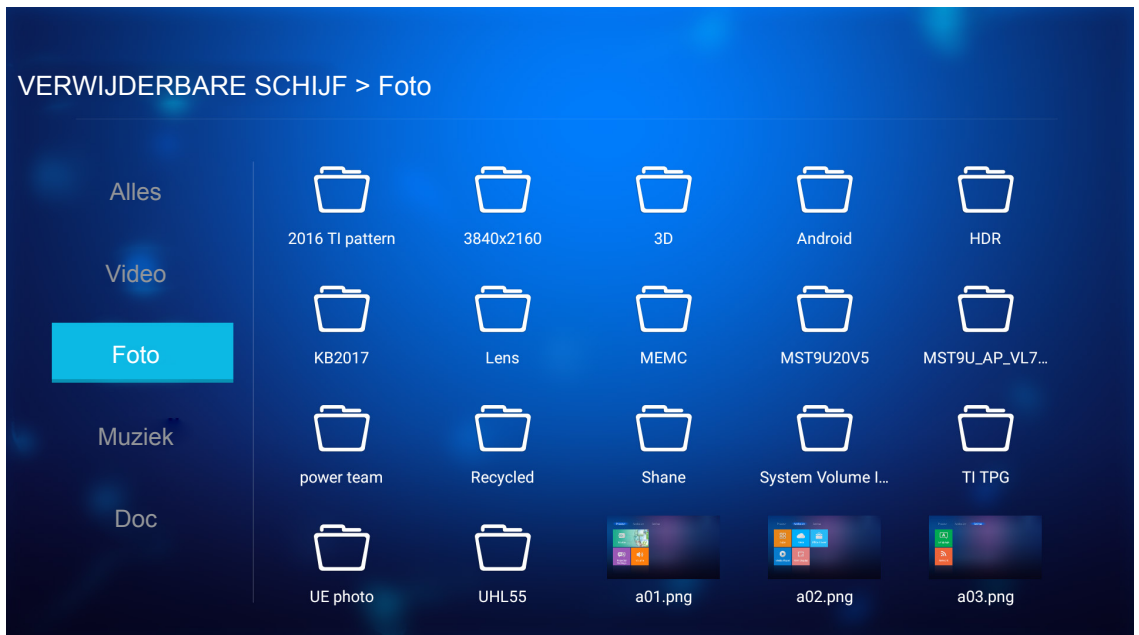 VERWIJDERBARE SCHIJF > Foto
Alles
Video
Foto
Muziek
Doc
2016 TI pattern
3840x2160
3D
Android
HDR
KB2017
Lens
MEMC
MST9U20V5
MST9U_AP_VL7...
power team
Recycled
Shane
System Volume I...
TI TPG
UE photo
UHL55
a01.png
a02.png
a03.png